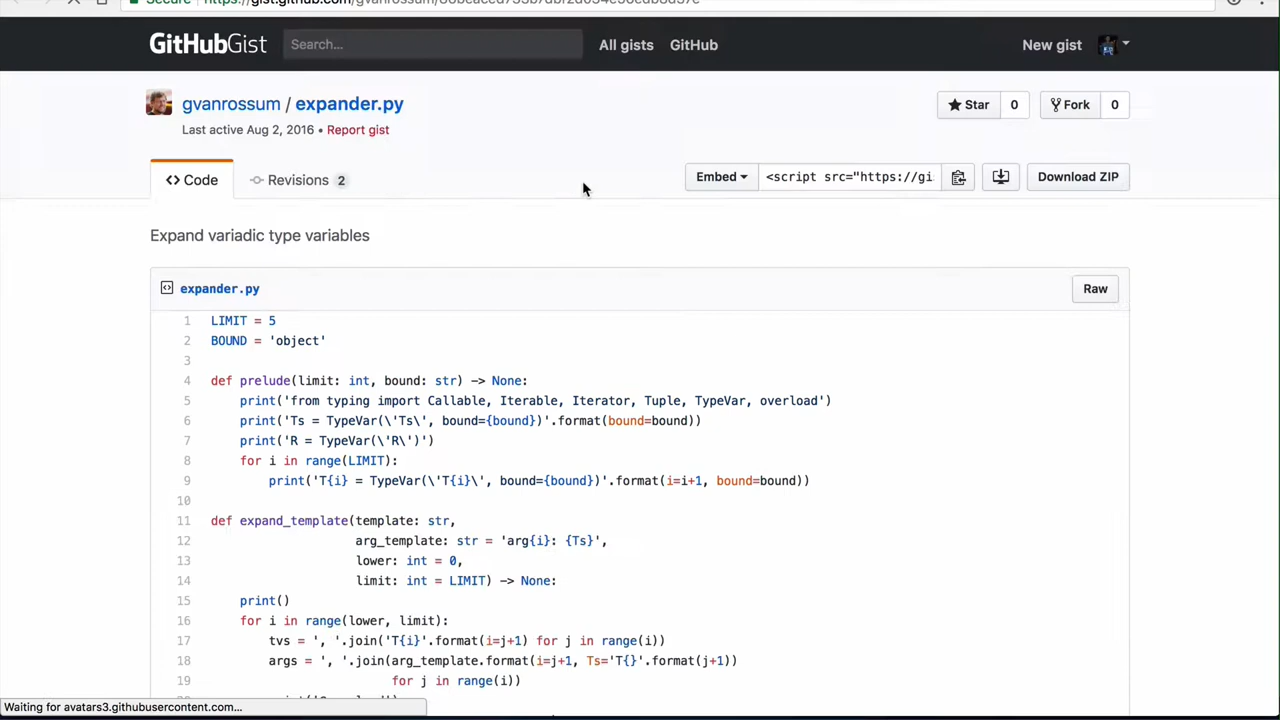 Secure https://gist.github.com/gvanrossum/
GitHubGist Search... All gists GitHub New gist
gvanrossum / expander.py Star 0 Fork 0
Last active Aug 2, 2016 • Report gist
<> Code Revisions 2 Embed <script src="https://gi Download ZIP
Expand variadic type variables
expander.py Raw
1 LIMIT = 5
2 BOUND = 'object'
3
4 def prelude(limit: int, bound: str) -> None:
5 print('from typing import Callable, Iterable, Iterator, Tuple, TypeVar, overload')
6 print('Ts = TypeVar(\'Ts\', bound={bound})'.format(bound=bound))
7 print('R = TypeVar(\'R\')')
8 for i in range(LIMIT):
9 print('T{i} = TypeVar(\'T{i}\', bound={bound})'.format(i=i+1, bound=bound))
10
11 def expand_template(template: str,
12 arg_template: str = 'arg{i}: {Ts}',
13 lower: int = 0,
14 limit: int = LIMIT) -> None:
15 print()
16 for i in range(lower, limit):
17 tvs = ', '.join('T{i}'.format(i=j+1) for j in range(i))
18 args = ', '.join(arg_template.format(i=j+1, Ts='T{}'.format(j+1))
19 for j in range(i))
Waiting for avatars3.githubusercontent.com...